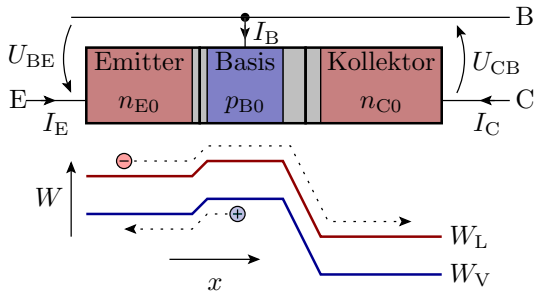 B
I_B
U_BE
U_CB
Emitter Basis Kollektor
n_E0 p_B0 n_C0
E C
I_E I_C
− +
W
W_L
W_V
x